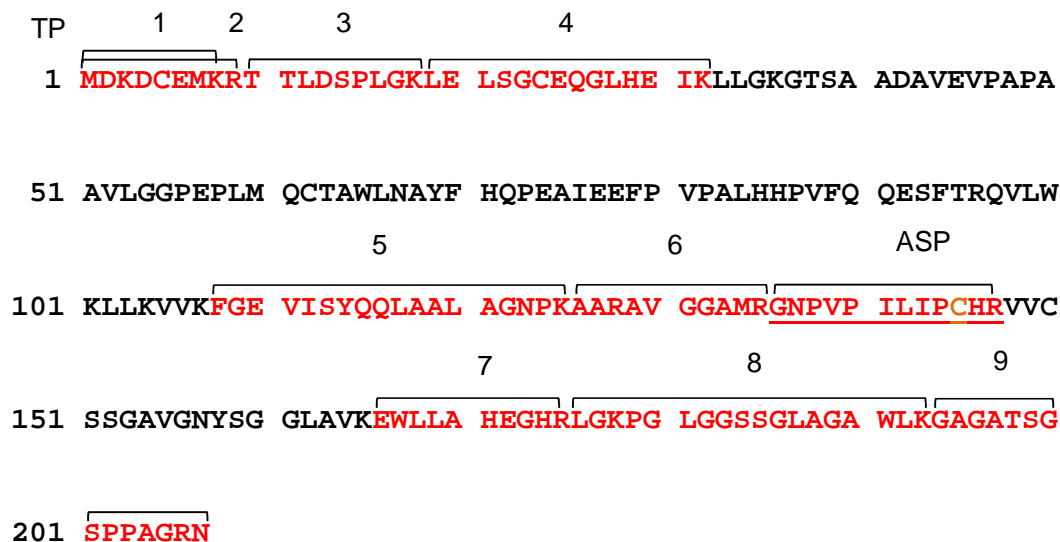 TP 1 2 3 4
1 MDKDCEMKRT TLDSPLGKLE LSGCEQGLHE IKLLGKGTSA ADAVEVPAPA
51 AVLGGPEPLM QCTAWLNAYF HQPEAIEEFP VPALHHPVFQ QESFTRQVLW
5 6 ASP
101 KLLKVVKFGE VISYQQLAAL AGNPKAARAV GGAMRGNPVP ILIPCHRVVC
7 8 9
151 SSGAVGNYSG GLAVKEWLLA HEGHRLGKPG LGGSSGLAGA WLKGAGATSG
201 SPPAGRN